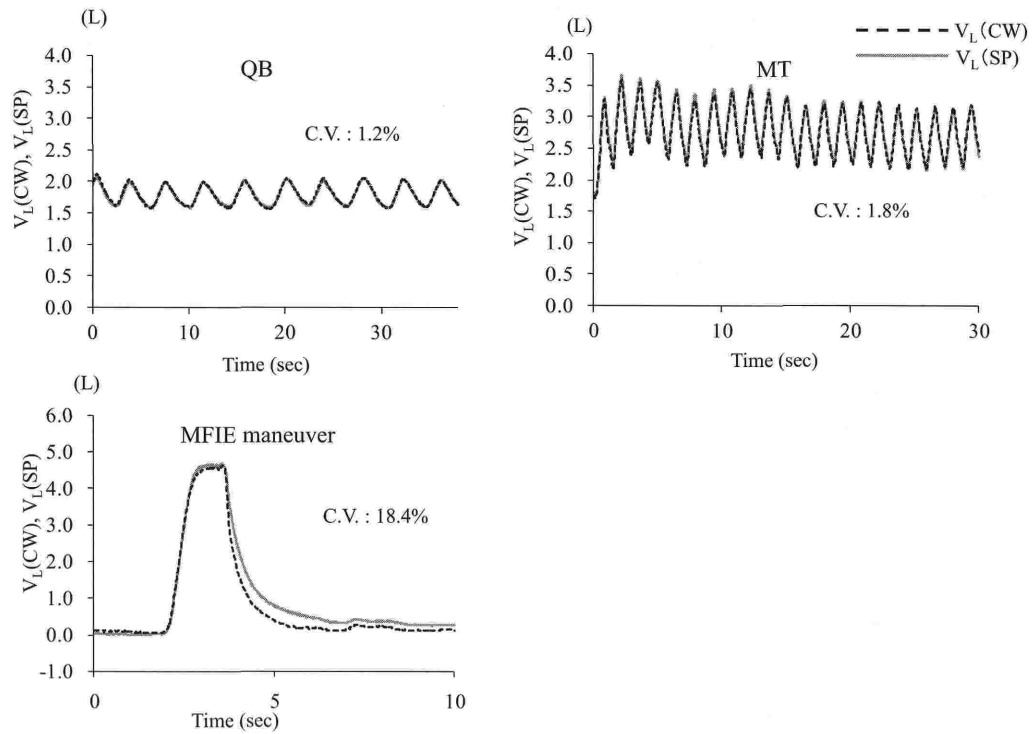 (L)
4.0
3.5
3.0
2.5
2.0
1.5
1.0
0.5
0.0
V_L(CW), V_L(SP)
QB
C.V. : 1.2%
0 10 20 30
Time (sec)
(L)
4.0
3.5
3.0
2.5
2.0
1.5
1.0
0.5
0.0
V_L(CW), V_L(SP)
MT
V_L(CW)
V_L(SP)
C.V. : 1.8%
0 10 20 30
Time (sec)
(L)
6.0
5.0
4.0
3.0
2.0
1.0
0.0
-1.0
V_L(CW), V_L(SP)
MFIE maneuver
C.V. : 18.4%
0 5 10
Time (sec)